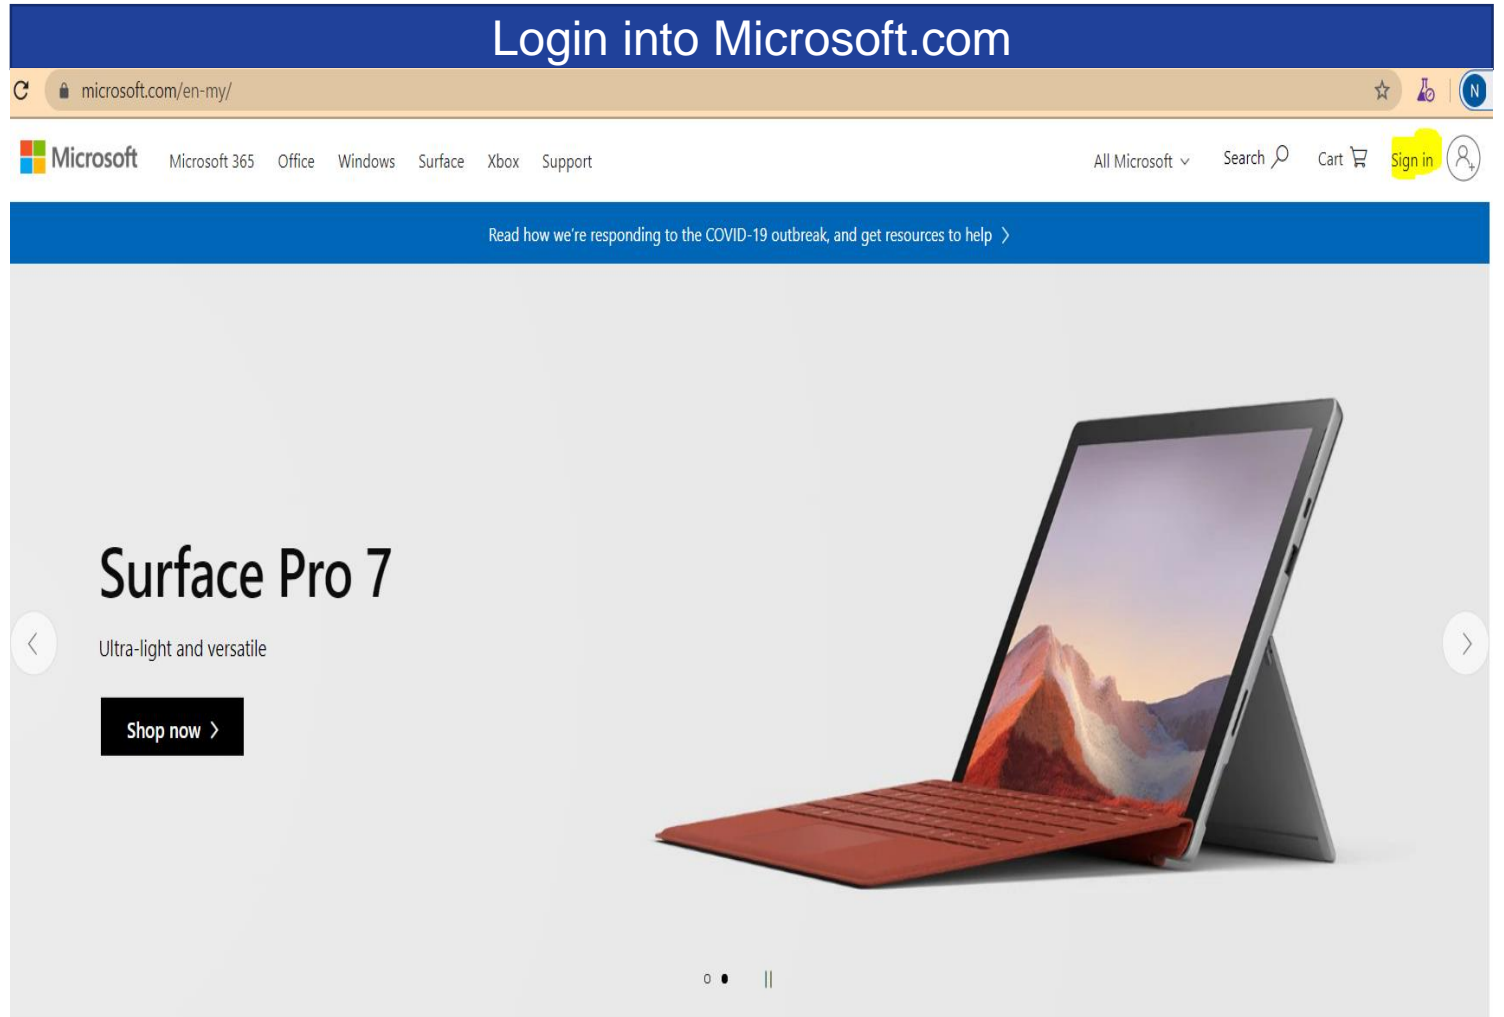 Login into Microsoft.com
microsoft.com/en-my/
N
Microsoft Microsoft 365 Office Windows Surface Xbox Support All Microsoft Search Cart Sign in
Read how we're responding to the COVID-19 outbreak, and get resources to help
Surface Pro 7
Ultra-light and versatile
Shop now